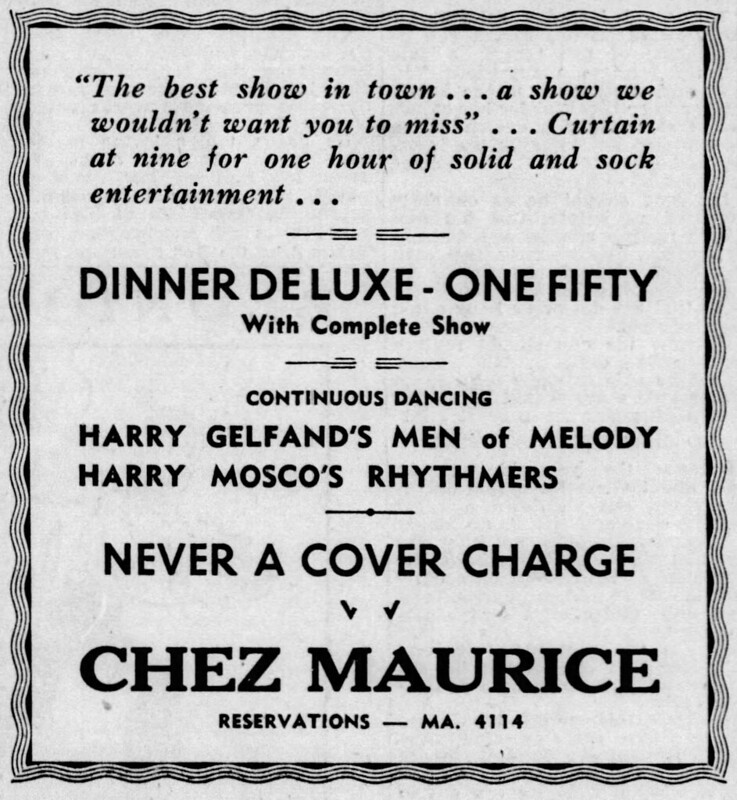 “The best show in town ... a show we
wouldn't want you to miss” ... Curtain
at nine for one hour of solid and sock
entertainment ...
DINNER DE LUXE - ONE FIFTY
With Complete Show
CONTINUOUS DANCING
HARRY GELFAND'S MEN of MELODY
HARRY MOSCO'S RHYTHMERS
NEVER A COVER CHARGE
CHEZ MAURICE
RESERVATIONS — MA. 4114